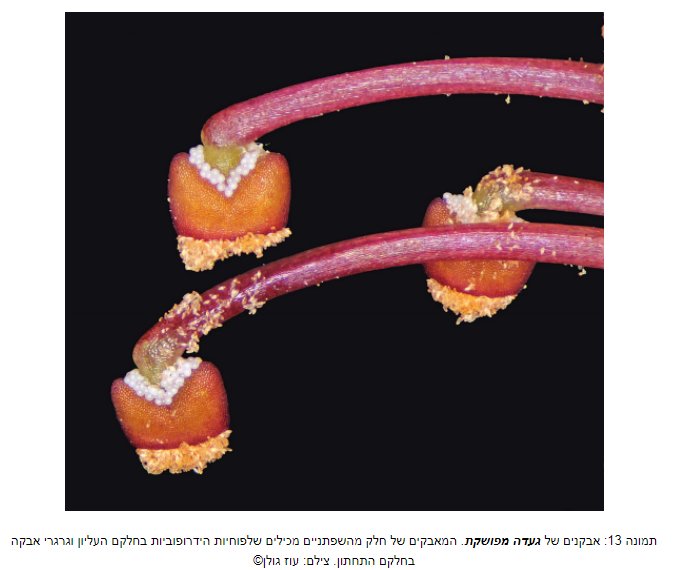 תמונה 13: אבקנים של געדה מפושקת. המאבקים של חלק מהשפתניים מכילים שלפוחיות הידרופוביות בחלקם העליון וגרגרי אבקה
בחלקם התחתון. צילם: עוז גולן©